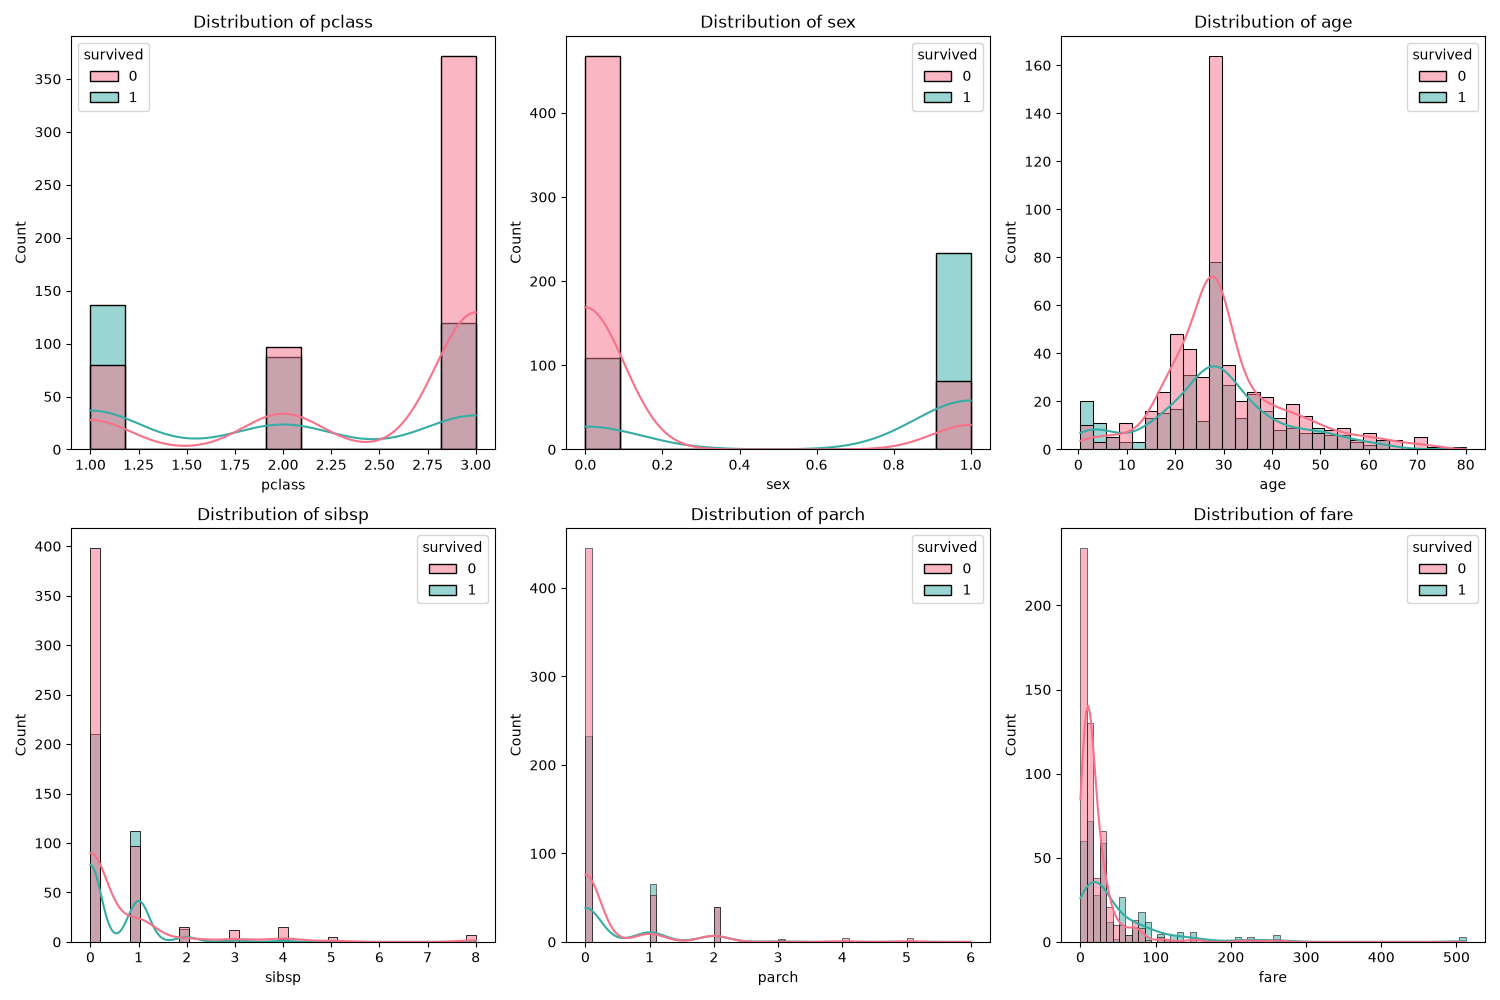 Distribution of pclass
survived
0
1
350
300
250
200
150
100
50
0
Count
1.00 1.25 1.50 1.75 2.00 2.25 2.50 2.75 3.00
pclass
Distribution of sex
survived
0
1
400
300
200
100
0
Count
0.0 0.2 0.4 0.6 0.8 1.0
sex
Distribution of age
survived
0
1
160
140
120
100
80
60
40
20
0
Count
0 10 20 30 40 50 60 70 80
age
Distribution of sibsp
survived
0
1
400
350
300
250
200
150
100
50
0
Count
0 1 2 3 4 5 6 7 8
sibsp
Distribution of parch
survived
0
1
400
300
200
100
0
Count
0 1 2 3 4 5 6
parch
Distribution of fare
survived
0
1
200
150
100
50
0
Count
0 100 200 300 400 500
fare